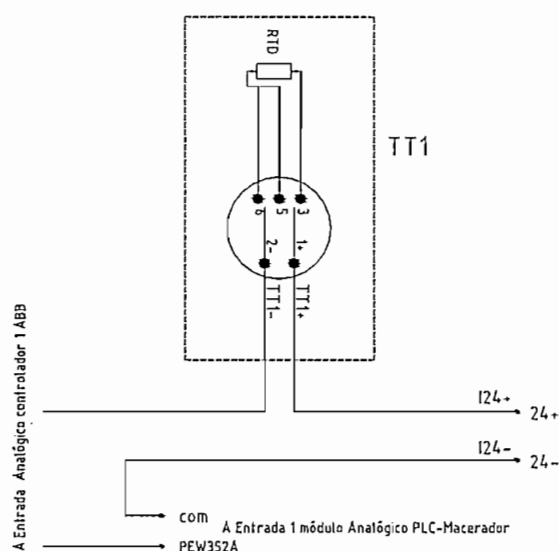 RTD
TT1
6 5 3
2- 1+
TT1- TT1+
A Entrada Analógico controlador 1 ABB
I24+
24+
I24-
24-
com
A Entrada 1 módulo Analógico PLC-Macerador
PEW352A